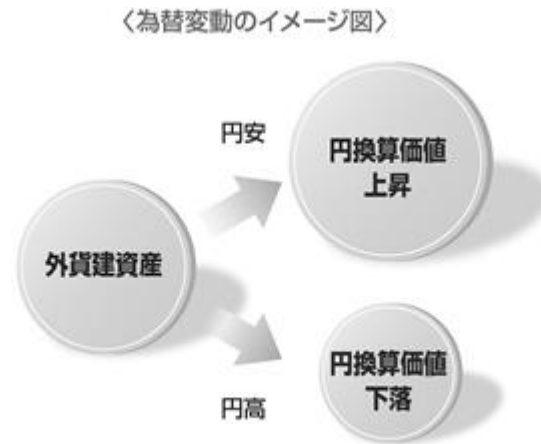 〈為替変動のイメージ図〉
円安
円換算価値
上昇
外貨建資産
円換算価値
下落
円高